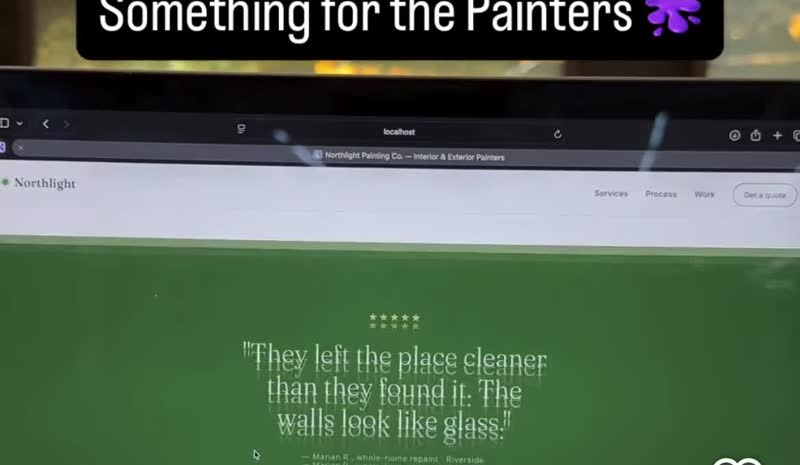 Something for the Painters
localhost
Northlight Painting Co. — Interior & Exterior Painters
Northlight
Services
Process
Work
Get a quote
"They left the place cleaner
than they found it. The
walls look like glass."
— Marian R., whole-home repaint · Riverside